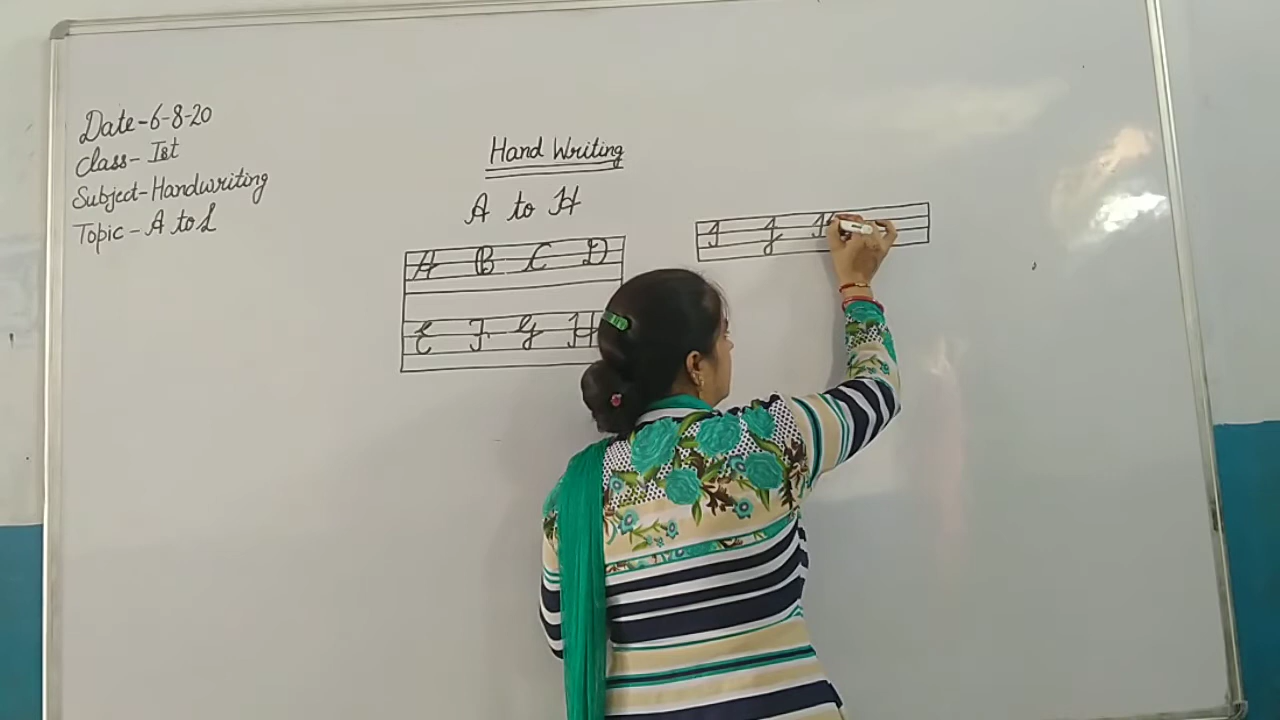 Date-6-8-20
Class- Ist
Subject-Handwriting
Topic- A to L
Hand Writing
A to H
A B C D
E F G H
I J